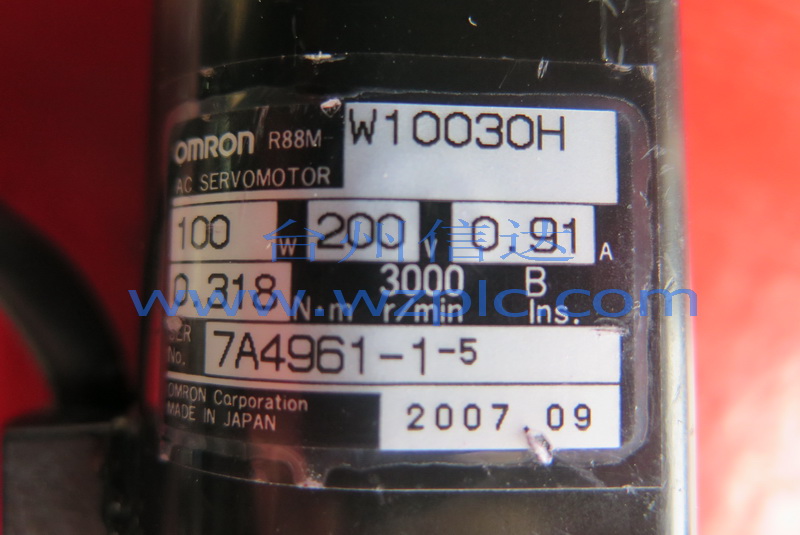 OMRON R88M- W10030H
AC SERVOMOTOR
100 W 200 V 0.91 A
台州信达
0.318 N·m 3000 r/min B Ins.
www.wzplc.com
SER No. 7A4961-1-5
OMRON Corporation
MADE IN JAPAN
2007.09